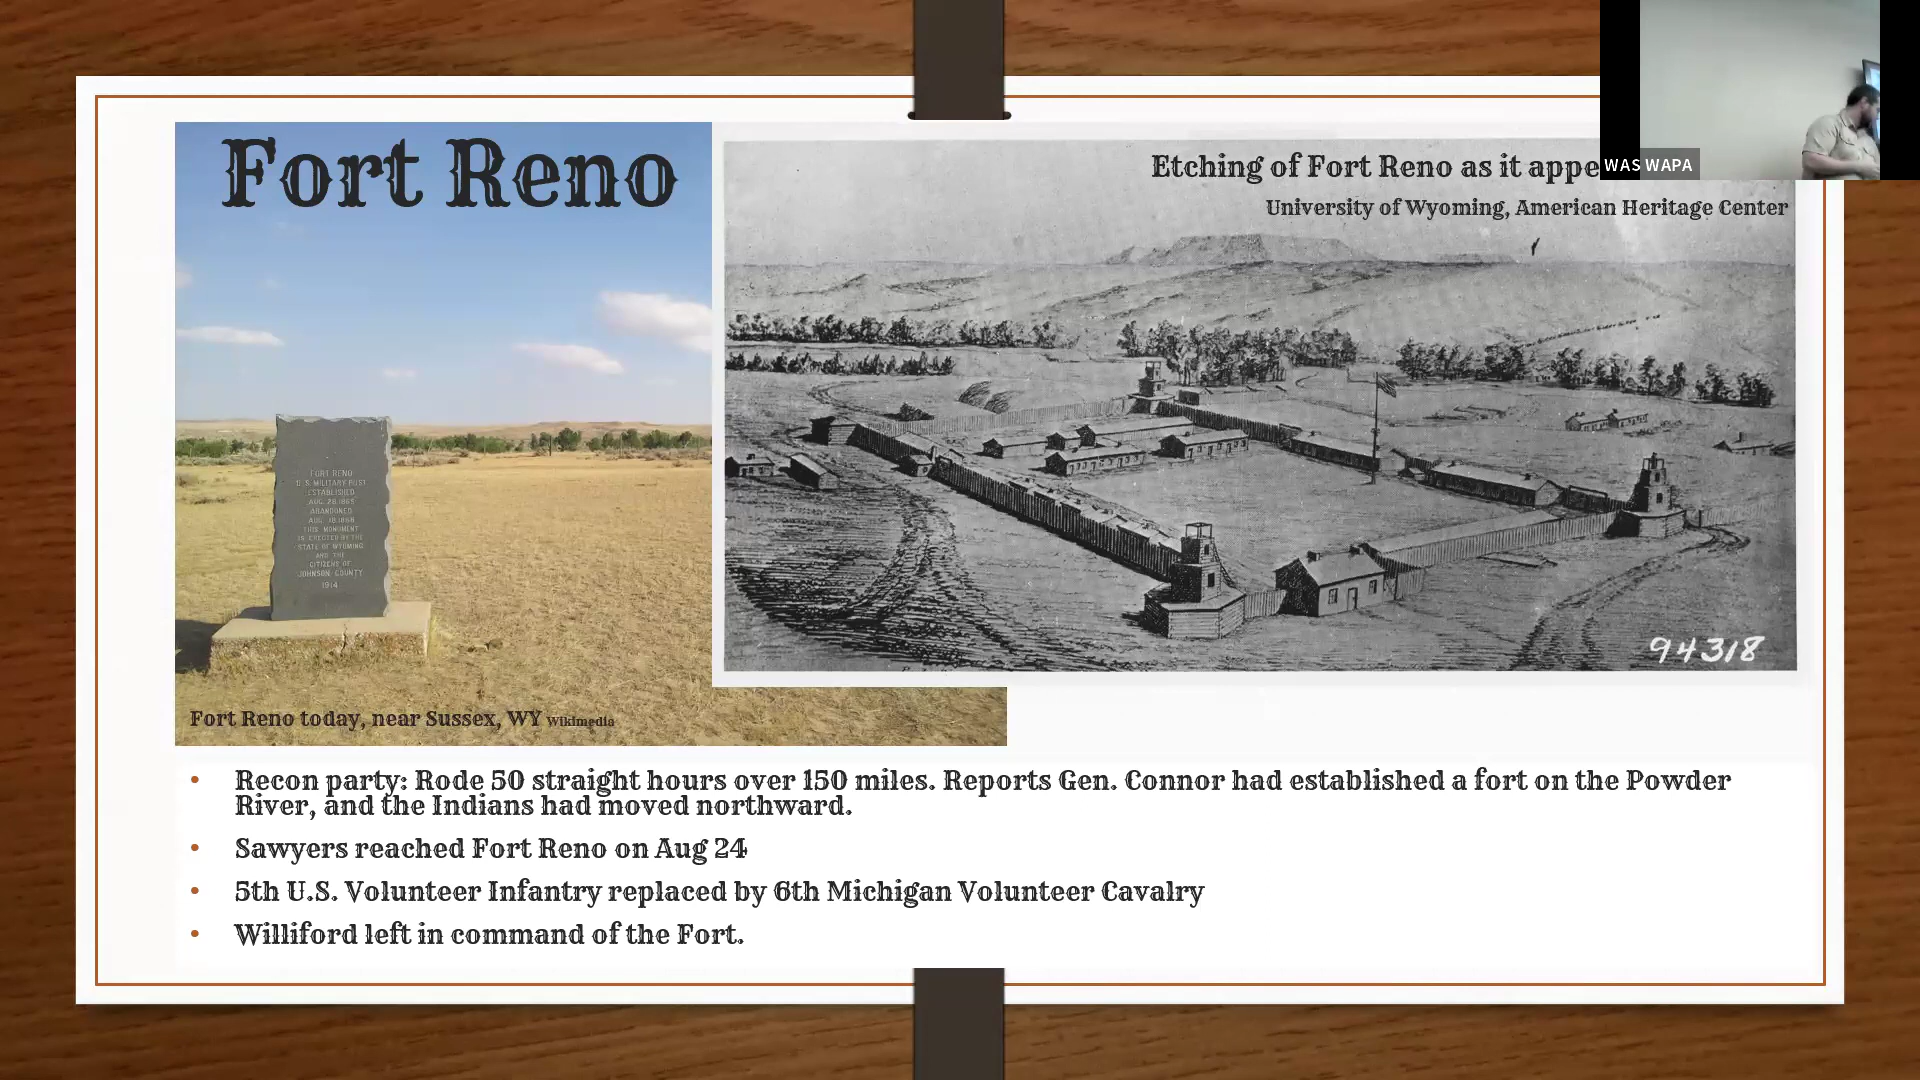 Fort Reno
Etching of Fort Reno as it appe
WAS WAPA
University of Wyoming, American Heritage Center
FORT RENO
U. S. MILITARY POST
ESTABLISHED
AUG. 28, 1865
ABANDONED
AUG. 18, 1868
THIS MONUMENT
IS ERECTED BY THE
STATE OF WYOMING
AND THE
CITIZENS OF
JOHNSON COUNTY
1914
94318
Fort Reno today, near Sussex, WY Wikimedia
• Recon party: Rode 50 straight hours over 150 miles. Reports Gen. Connor had established a fort on the Powder
River, and the Indians had moved northward.
• Sawyers reached Fort Reno on Aug 24
• 5th U.S. Volunteer Infantry replaced by 6th Michigan Volunteer Cavalry
• Williford left in command of the Fort.